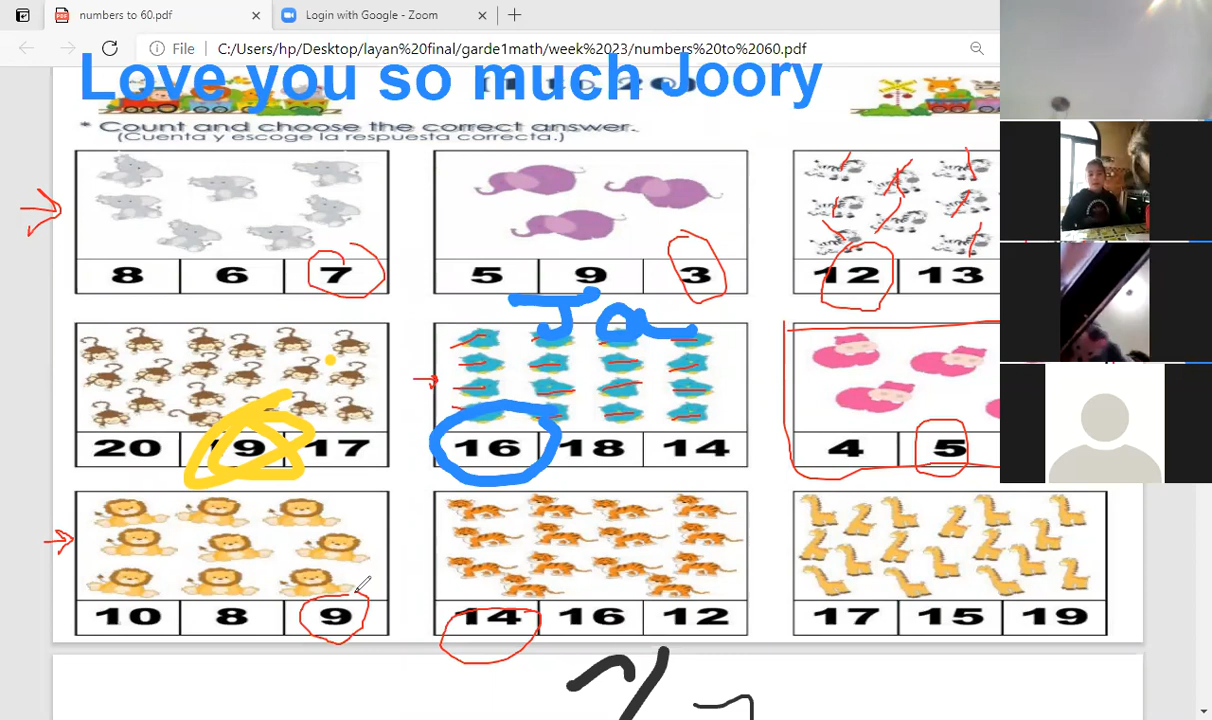 numbers to 60.pdf
Login with Google - Zoom
File
C:/Users/hp/Desktop/layan%20final/garde1math/week%2023/numbers%20to%2060.pdf
Love you so much Joory
* Count and choose the correct answer.
(Cuenta y escoge la respuesta correcta.)
8 6 7
5 9 3
12 13
Ja
20 19 17
16 18 14
4 5
10 8 9
14 16 12
17 15 19